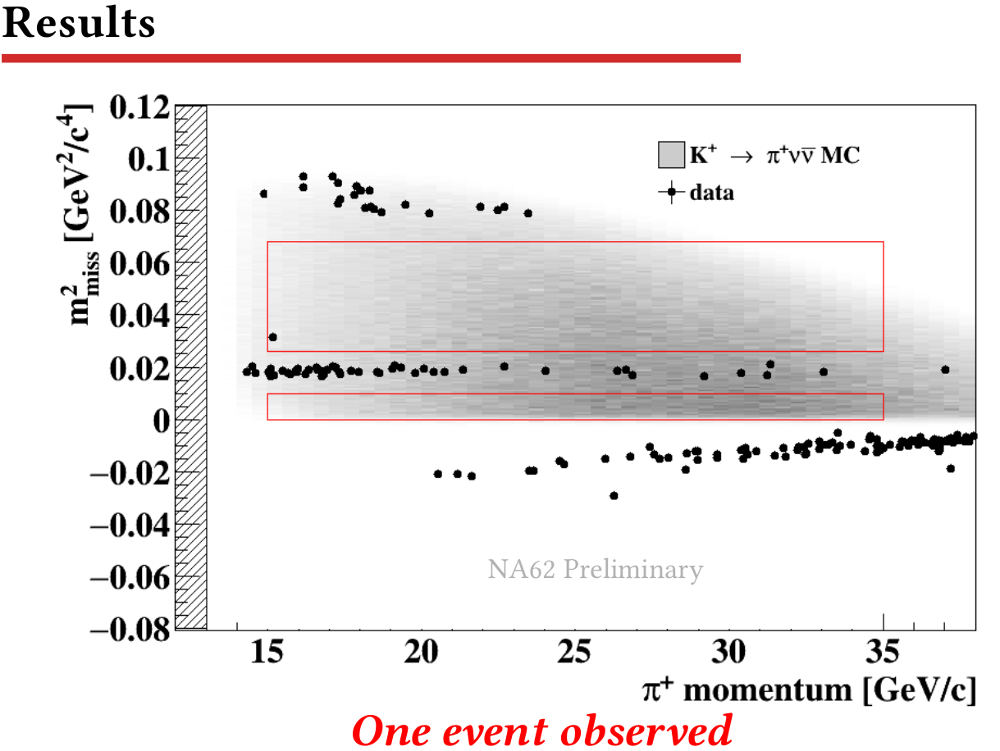 Results
0.12
0.1
0.08
0.06
0.04
0.02
0
−0.02
−0.04
−0.06
−0.08
m²miss [GeV²/c⁴]
K⁺ → π⁺νν̅ MC
data
NA62 Preliminary
15 20 25 30 35
π⁺ momentum [GeV/c]
One event observed